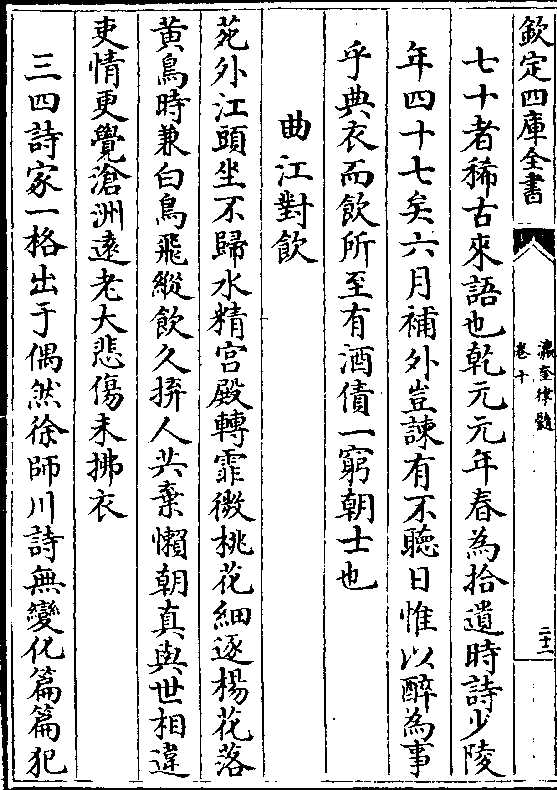 欽定四庫全書
瀛奎律髓
卷十
二十二
七十者稀古來語也乾元元年春為拾遺時詩少陵
年四十七矣六月補外豈諫有不聽日惟以醉為事
乎典衣而飲所至有酒債一窮朝士也
曲江對飲
苑外江頭坐不歸水精宮殿轉霏微桃花細逐楊花落
黄鳥時兼白鳥飛縱飲久拚人共棄懶朝真與世相違
吏情更覺滄洲遠老大悲傷未拂衣
三四詩家一格出于偶然徐師川詩無變化篇篇犯